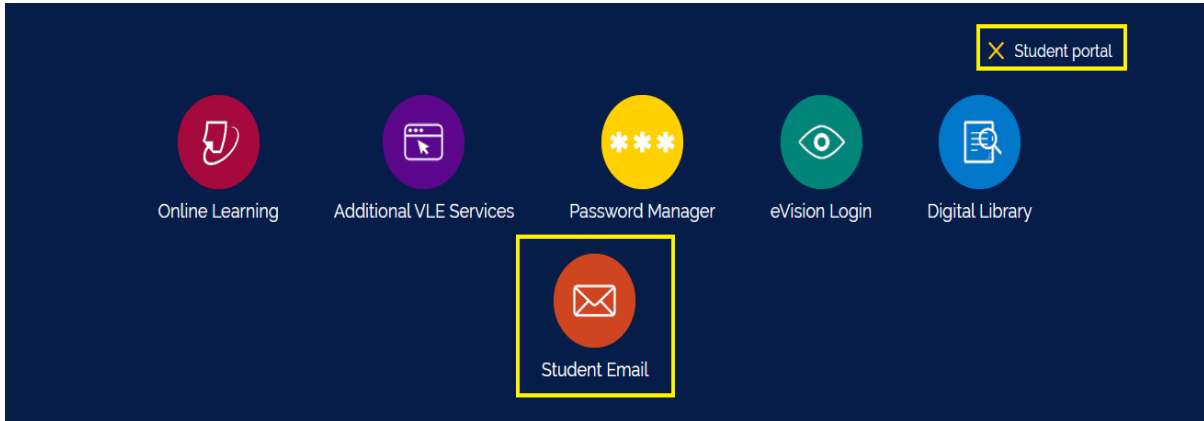 Student portal
Online Learning
Additional VLE Services
Password Manager
eVision Login
Digital Library
Student Email